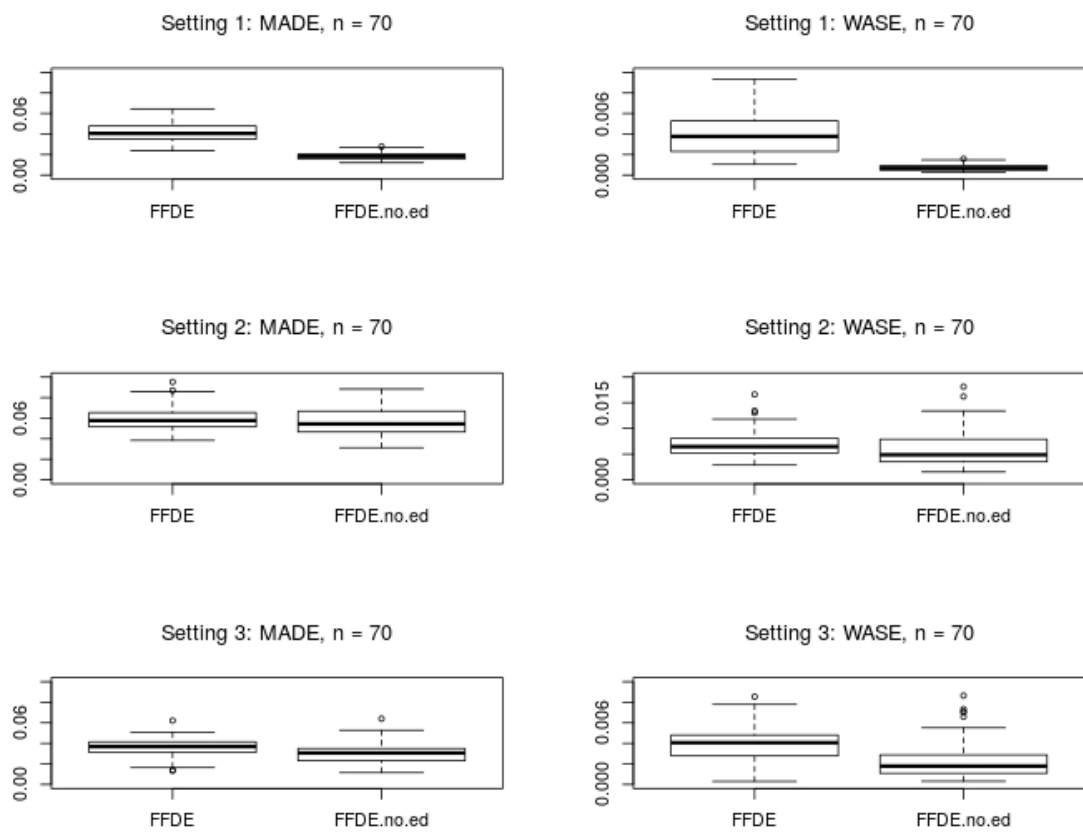 Setting 1: MADE, n = 70
0.06
0.00
FFDE FFDE.no.ed
Setting 1: WASE, n = 70
0.006
0.000
FFDE FFDE.no.ed
Setting 2: MADE, n = 70
0.06
0.00
FFDE FFDE.no.ed
Setting 2: WASE, n = 70
0.015
0.000
FFDE FFDE.no.ed
Setting 3: MADE, n = 70
0.06
0.00
FFDE FFDE.no.ed
Setting 3: WASE, n = 70
0.006
0.000
FFDE FFDE.no.ed